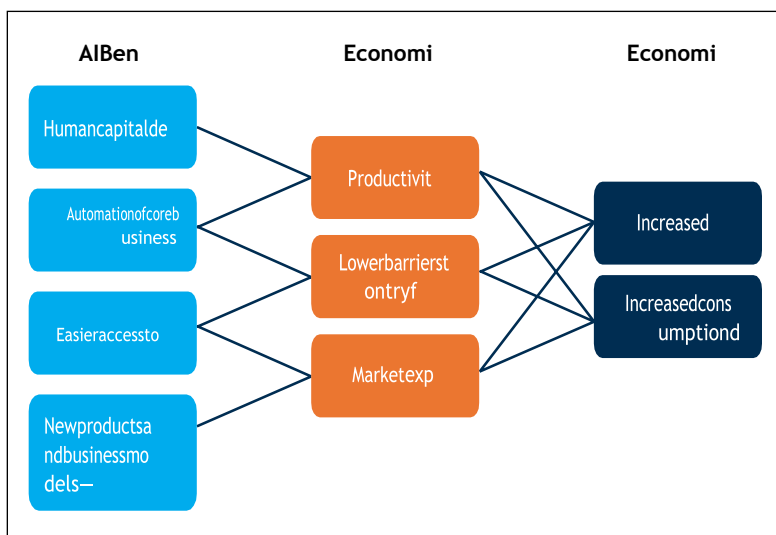 AIBen
Economi
Economi
Humancapitalde
Automationofcoreb
usiness
Easieraccessto
Newproductsa
ndbusinessmo
dels—
Productivit
Lowerbarrierst
ontryf
Marketexp
Increased
Increasedcons
umptiond